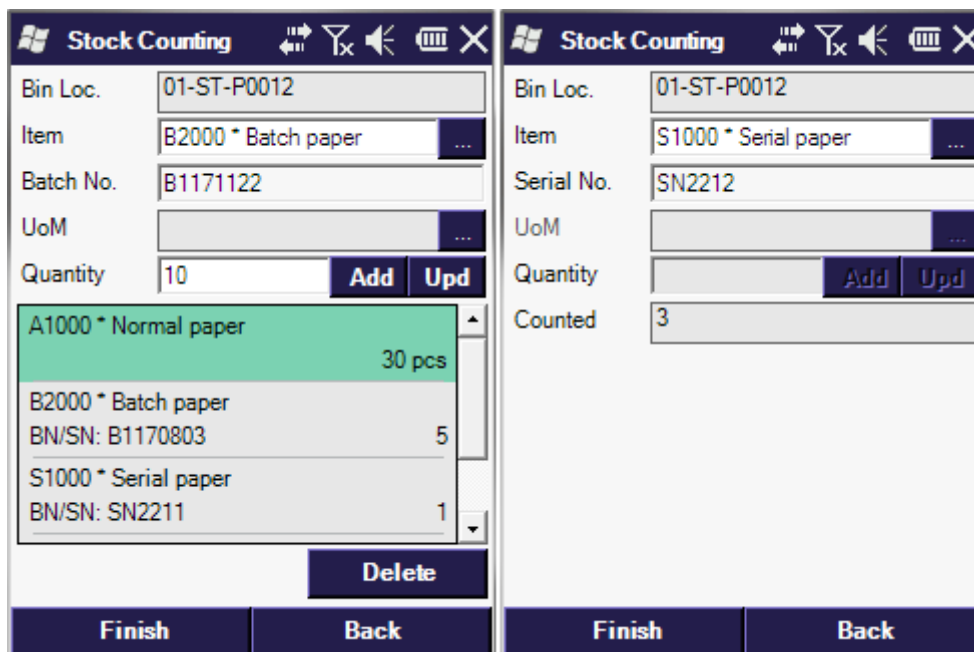 Stock Counting
Bin Loc. 01-ST-P0012
Item B2000 * Batch paper ...
Batch No. B1171122
UoM ...
Quantity 10 Add Upd
A1000 * Normal paper
30 pcs
B2000 * Batch paper
BN/SN: B1170803 5
S1000 * Serial paper
BN/SN: SN2211 1
Delete
Finish Back
Stock Counting
Bin Loc. 01-ST-P0012
Item S1000 * Serial paper ...
Serial No. SN2212
UoM ...
Quantity Add Upd
Counted 3
Finish Back